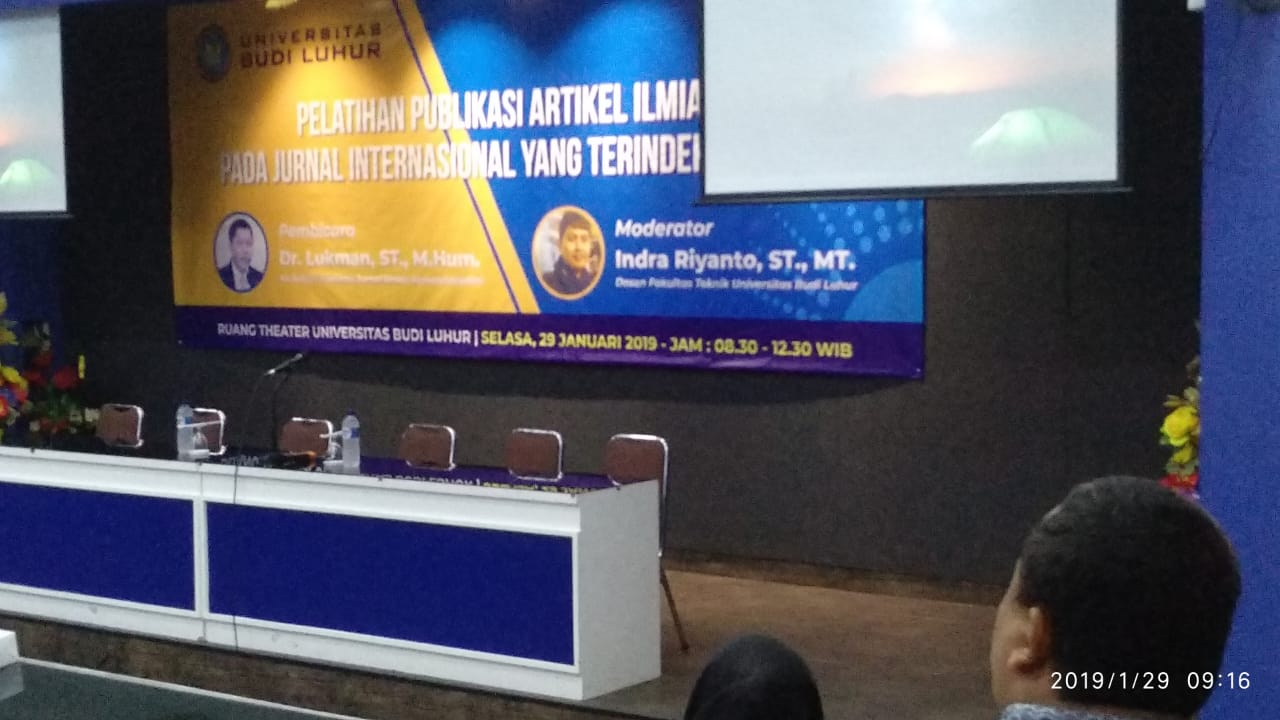 UNIVERSITAS
BUDI LUHUR
PELATIHAN PUBLIKASI ARTIKEL ILMIA
PADA JURNAL INTERNASIONAL YANG TERINDE
Pembicara
Dr. Lukman, ST., M.Hum.
Moderator
Indra Riyanto, ST., MT.
Dosen Fakultas Teknik Universitas Budi Luhur
RUANG THEATER UNIVERSITAS BUDI LUHUR | SELASA, 29 JANUARI 2019 - JAM : 08.30 - 12.30 WIB
2019/1/29 09:16